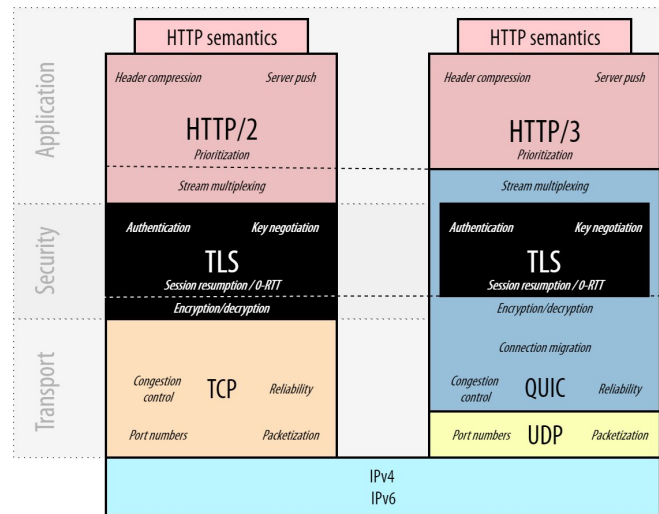 HTTP semantics
HTTP semantics
Application
Header compression
Server push
HTTP/2
Prioritization
Stream multiplexing
Header compression
Server push
HTTP/3
Prioritization
Stream multiplexing
Security
Authentication
Key negotiation
TLS
Session resumption / 0-RTT
Encryption/decryption
Authentication
Key negotiation
TLS
Session resumption / 0-RTT
Encryption/decryption
Transport
Congestion
control
TCP
Reliability
Port numbers
Packetization
Connection migration
Congestion
control
QUIC
Reliability
Port numbers
UDP
Packetization
IPv4
IPv6